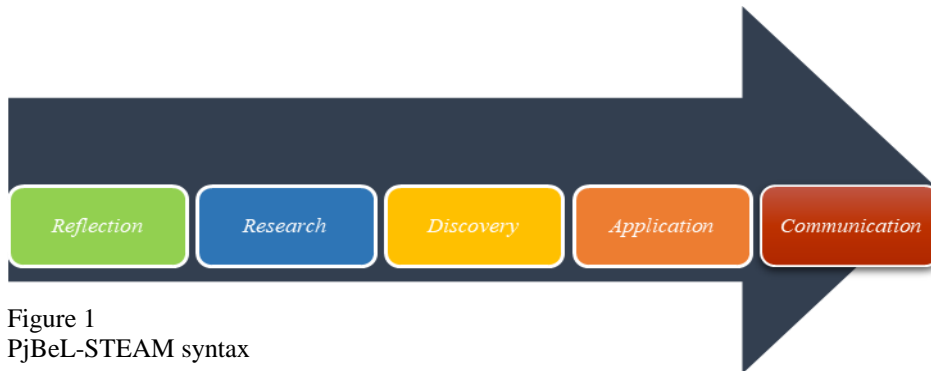 Reflection Research Discovery Application Communication
Figure 1
PjBeL-STEAM syntax